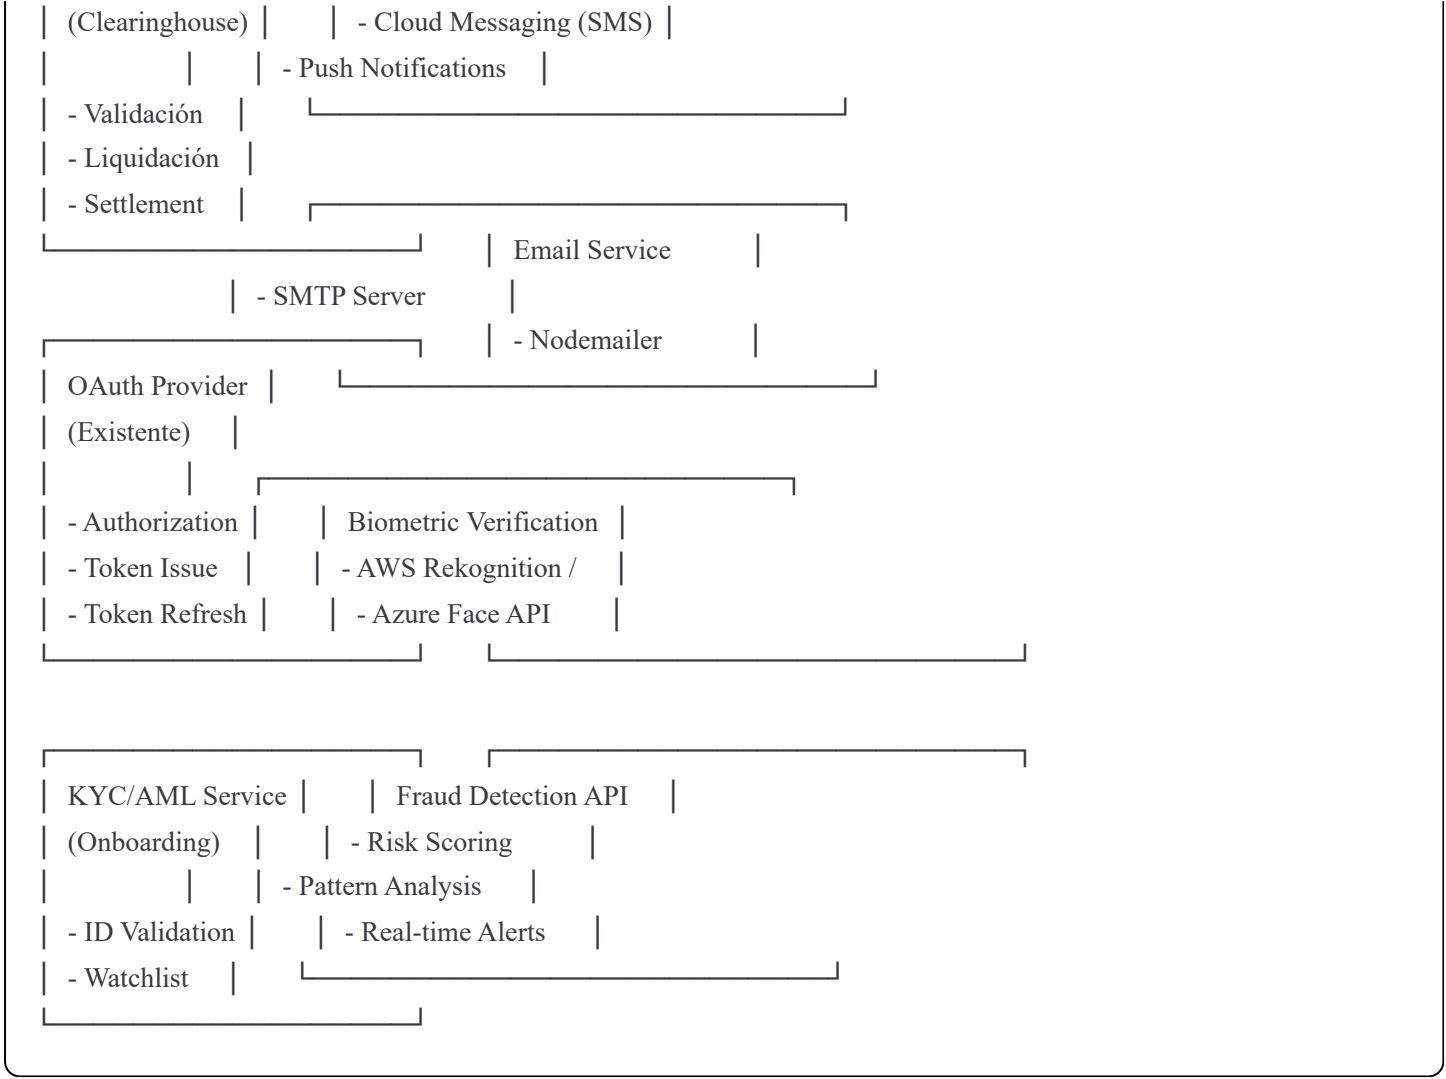 (Clearinghouse) - Cloud Messaging (SMS)
- Push Notifications
- Validación
- Liquidación
- Settlement
Email Service
- SMTP Server
- Nodemailer
OAuth Provider
(Existente)
- Authorization Biometric Verification
- Token Issue - AWS Rekognition /
- Token Refresh - Azure Face API
KYC/AML Service Fraud Detection API
(Onboarding) - Risk Scoring
- Pattern Analysis
- ID Validation - Real-time Alerts
- Watchlist